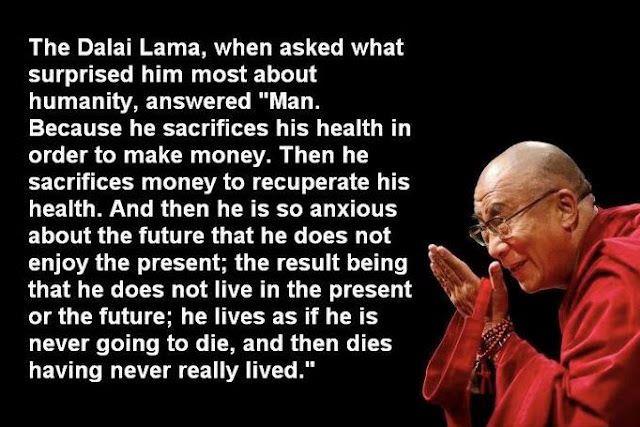 The Dalai Lama, when asked what
surprised him most about
humanity, answered "Man.
Because he sacrifices his health in
order to make money. Then he
sacrifices money to recuperate his
health. And then he is so anxious
about the future that he does not
enjoy the present; the result being
that he does not live in the present
or the future; he lives as if he is
never going to die, and then dies
having never really lived."